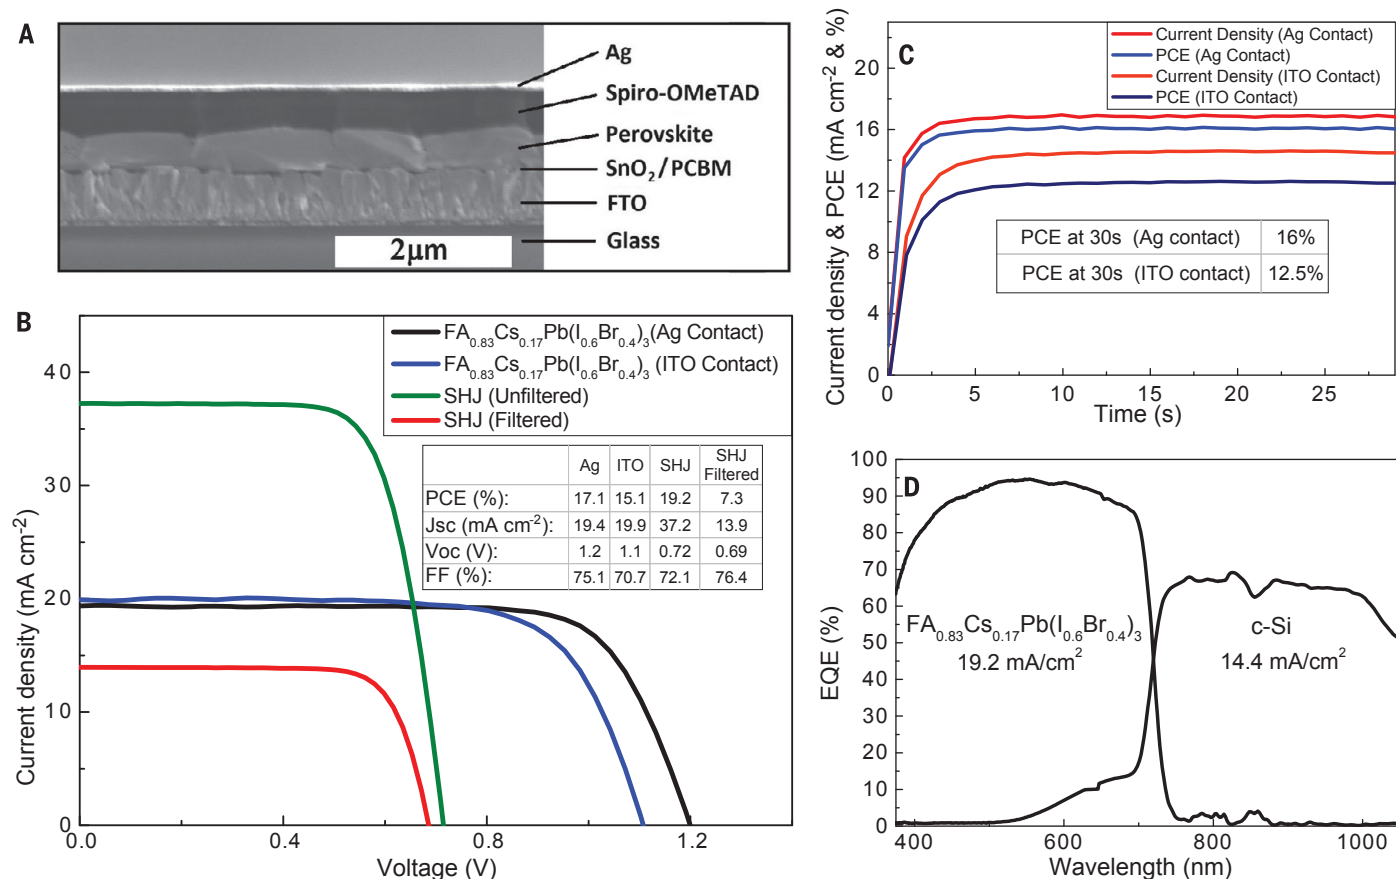 A
Ag
Spiro-OMeTAD
Perovskite
SnO₂/PCBM
FTO
Glass
2μm
B
FA₀.₈₃Cs₀.₁₇Pb(I₀.₆Br₀.₄)₃(Ag Contact)
FA₀.₈₃Cs₀.₁₇Pb(I₀.₆Br₀.₄)₃ (ITO Contact)
SHJ (Unfiltered)
SHJ (Filtered)
Ag ITO SHJ SHJ Filtered
PCE (%): 17.1 15.1 19.2 7.3
Jsc (mA cm⁻²): 19.4 19.9 37.2 13.9
Voc (V): 1.2 1.1 0.72 0.69
FF (%): 75.1 70.7 72.1 76.4
40
30
20
10
0
Current density (mA cm⁻²)
0.0 0.4 0.8 1.2
Voltage (V)
C
Current Density (Ag Contact)
PCE (Ag Contact)
Current Density (ITO Contact)
PCE (ITO Contact)
PCE at 30s (Ag contact) 16%
PCE at 30s (ITO contact) 12.5%
20
16
12
8
4
0
Current density & PCE (mA cm⁻² & %)
0 5 10 15 20 25
Time (s)
D
100
90
80
70
60
50
40
30
20
10
0
EQE (%)
FA₀.₈₃Cs₀.₁₇Pb(I₀.₆Br₀.₄)₃
19.2 mA/cm²
c-Si
14.4 mA/cm²
400 600 800 1000
Wavelength (nm)